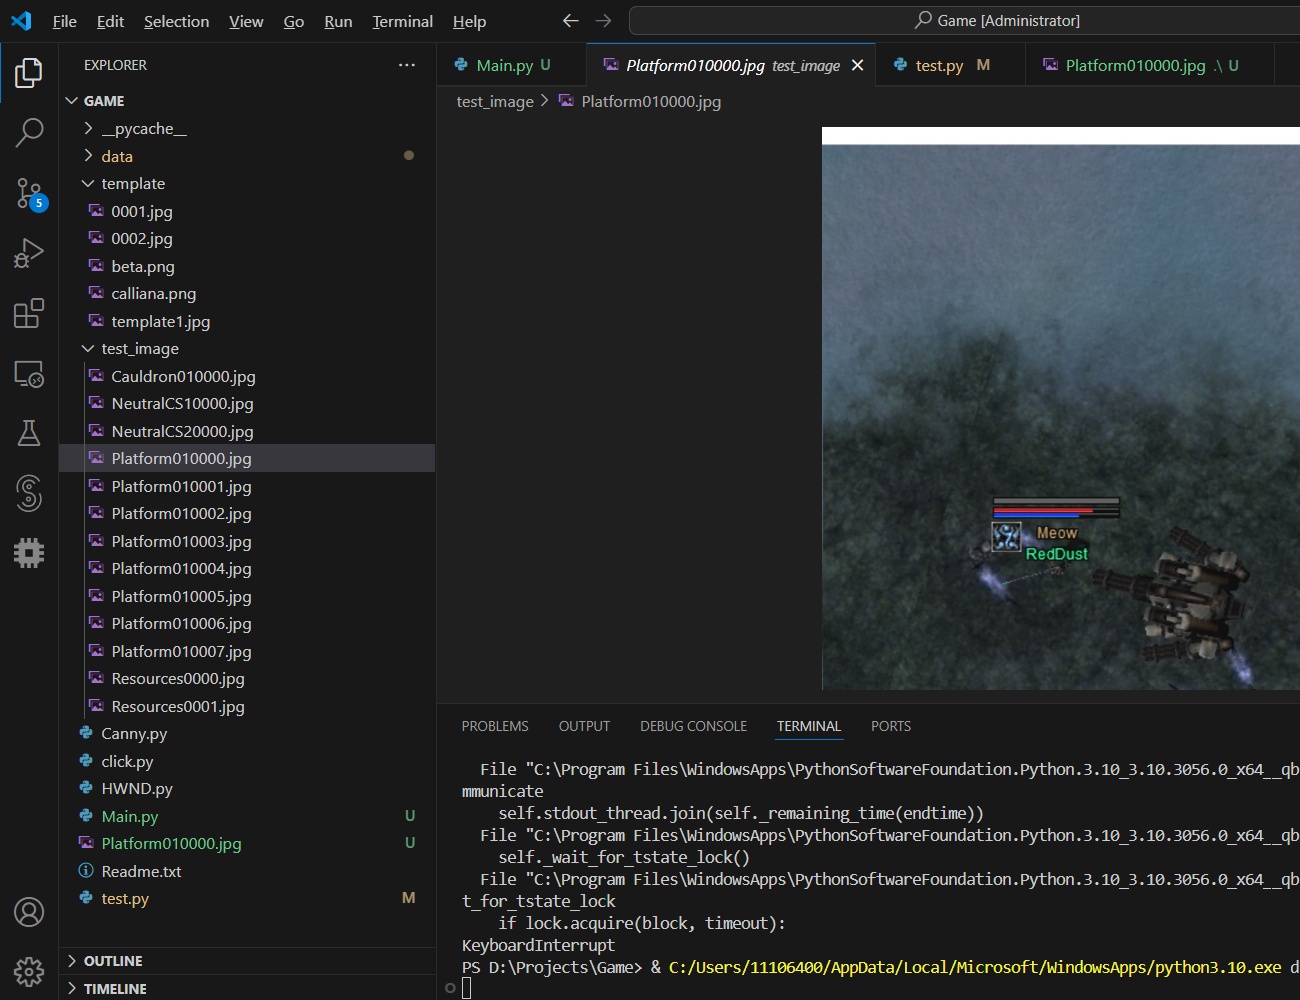 File Edit Selection View Go Run Terminal Help
Game [Administrator]
EXPLORER
GAME
__pycache__
data
template
0001.jpg
0002.jpg
beta.png
calliana.png
template1.jpg
test_image
Cauldron010000.jpg
NeutralCS10000.jpg
NeutralCS20000.jpg
Platform010000.jpg
Platform010001.jpg
Platform010002.jpg
Platform010003.jpg
Platform010004.jpg
Platform010005.jpg
Platform010006.jpg
Platform010007.jpg
Resources0000.jpg
Resources0001.jpg
Canny.py
click.py
HWND.py
Main.py U
Platform010000.jpg U
Readme.txt
test.py M
OUTLINE
TIMELINE
5
Main.py U
Platform010000.jpg test_image
test.py M
Platform010000.jpg .\ U
test_image > Platform010000.jpg
Meow
RedDust
PROBLEMS OUTPUT DEBUG CONSOLE TERMINAL PORTS
File "C:\Program Files\WindowsApps\PythonSoftwareFoundation.Python.3.10_3.10.3056.0_x64__qb
mmunicate
self.stdout_thread.join(self._remaining_time(endtime))
File "C:\Program Files\WindowsApps\PythonSoftwareFoundation.Python.3.10_3.10.3056.0_x64__qb
self._wait_for_tstate_lock()
File "C:\Program Files\WindowsApps\PythonSoftwareFoundation.Python.3.10_3.10.3056.0_x64__qb
t_for_tstate_lock
if lock.acquire(block, timeout):
KeyboardInterrupt
PS D:\Projects\Game> & C:/Users/11106400/AppData/Local/Microsoft/WindowsApps/python3.10.exe d